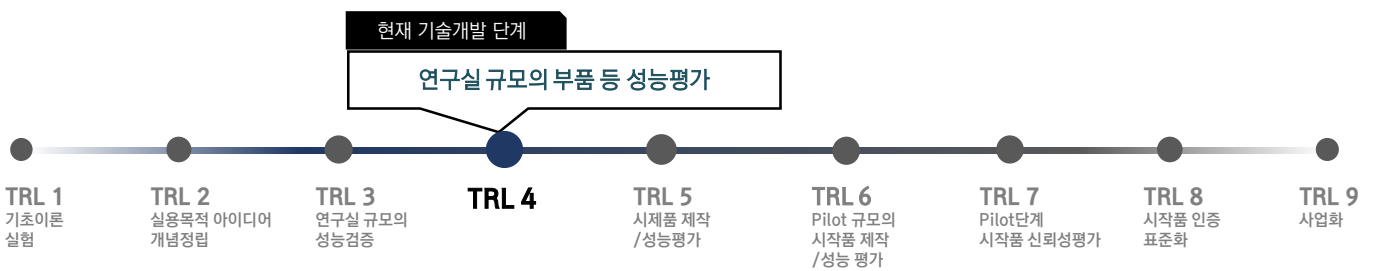 현재 기술개발 단계
연구실 규모의 부품 등 성능평가
TRL 1
기초이론
실험
TRL 2
실용목적 아이디어
개념정립
TRL 3
연구실 규모의
성능검증
TRL 4
TRL 5
시제품 제작
/성능평가
TRL 6
Pilot 규모의
시작품 제작
/성능 평가
TRL 7
Pilot단계
시작품 신뢰성평가
TRL 8
시작품 인증
표준화
TRL 9
사업화